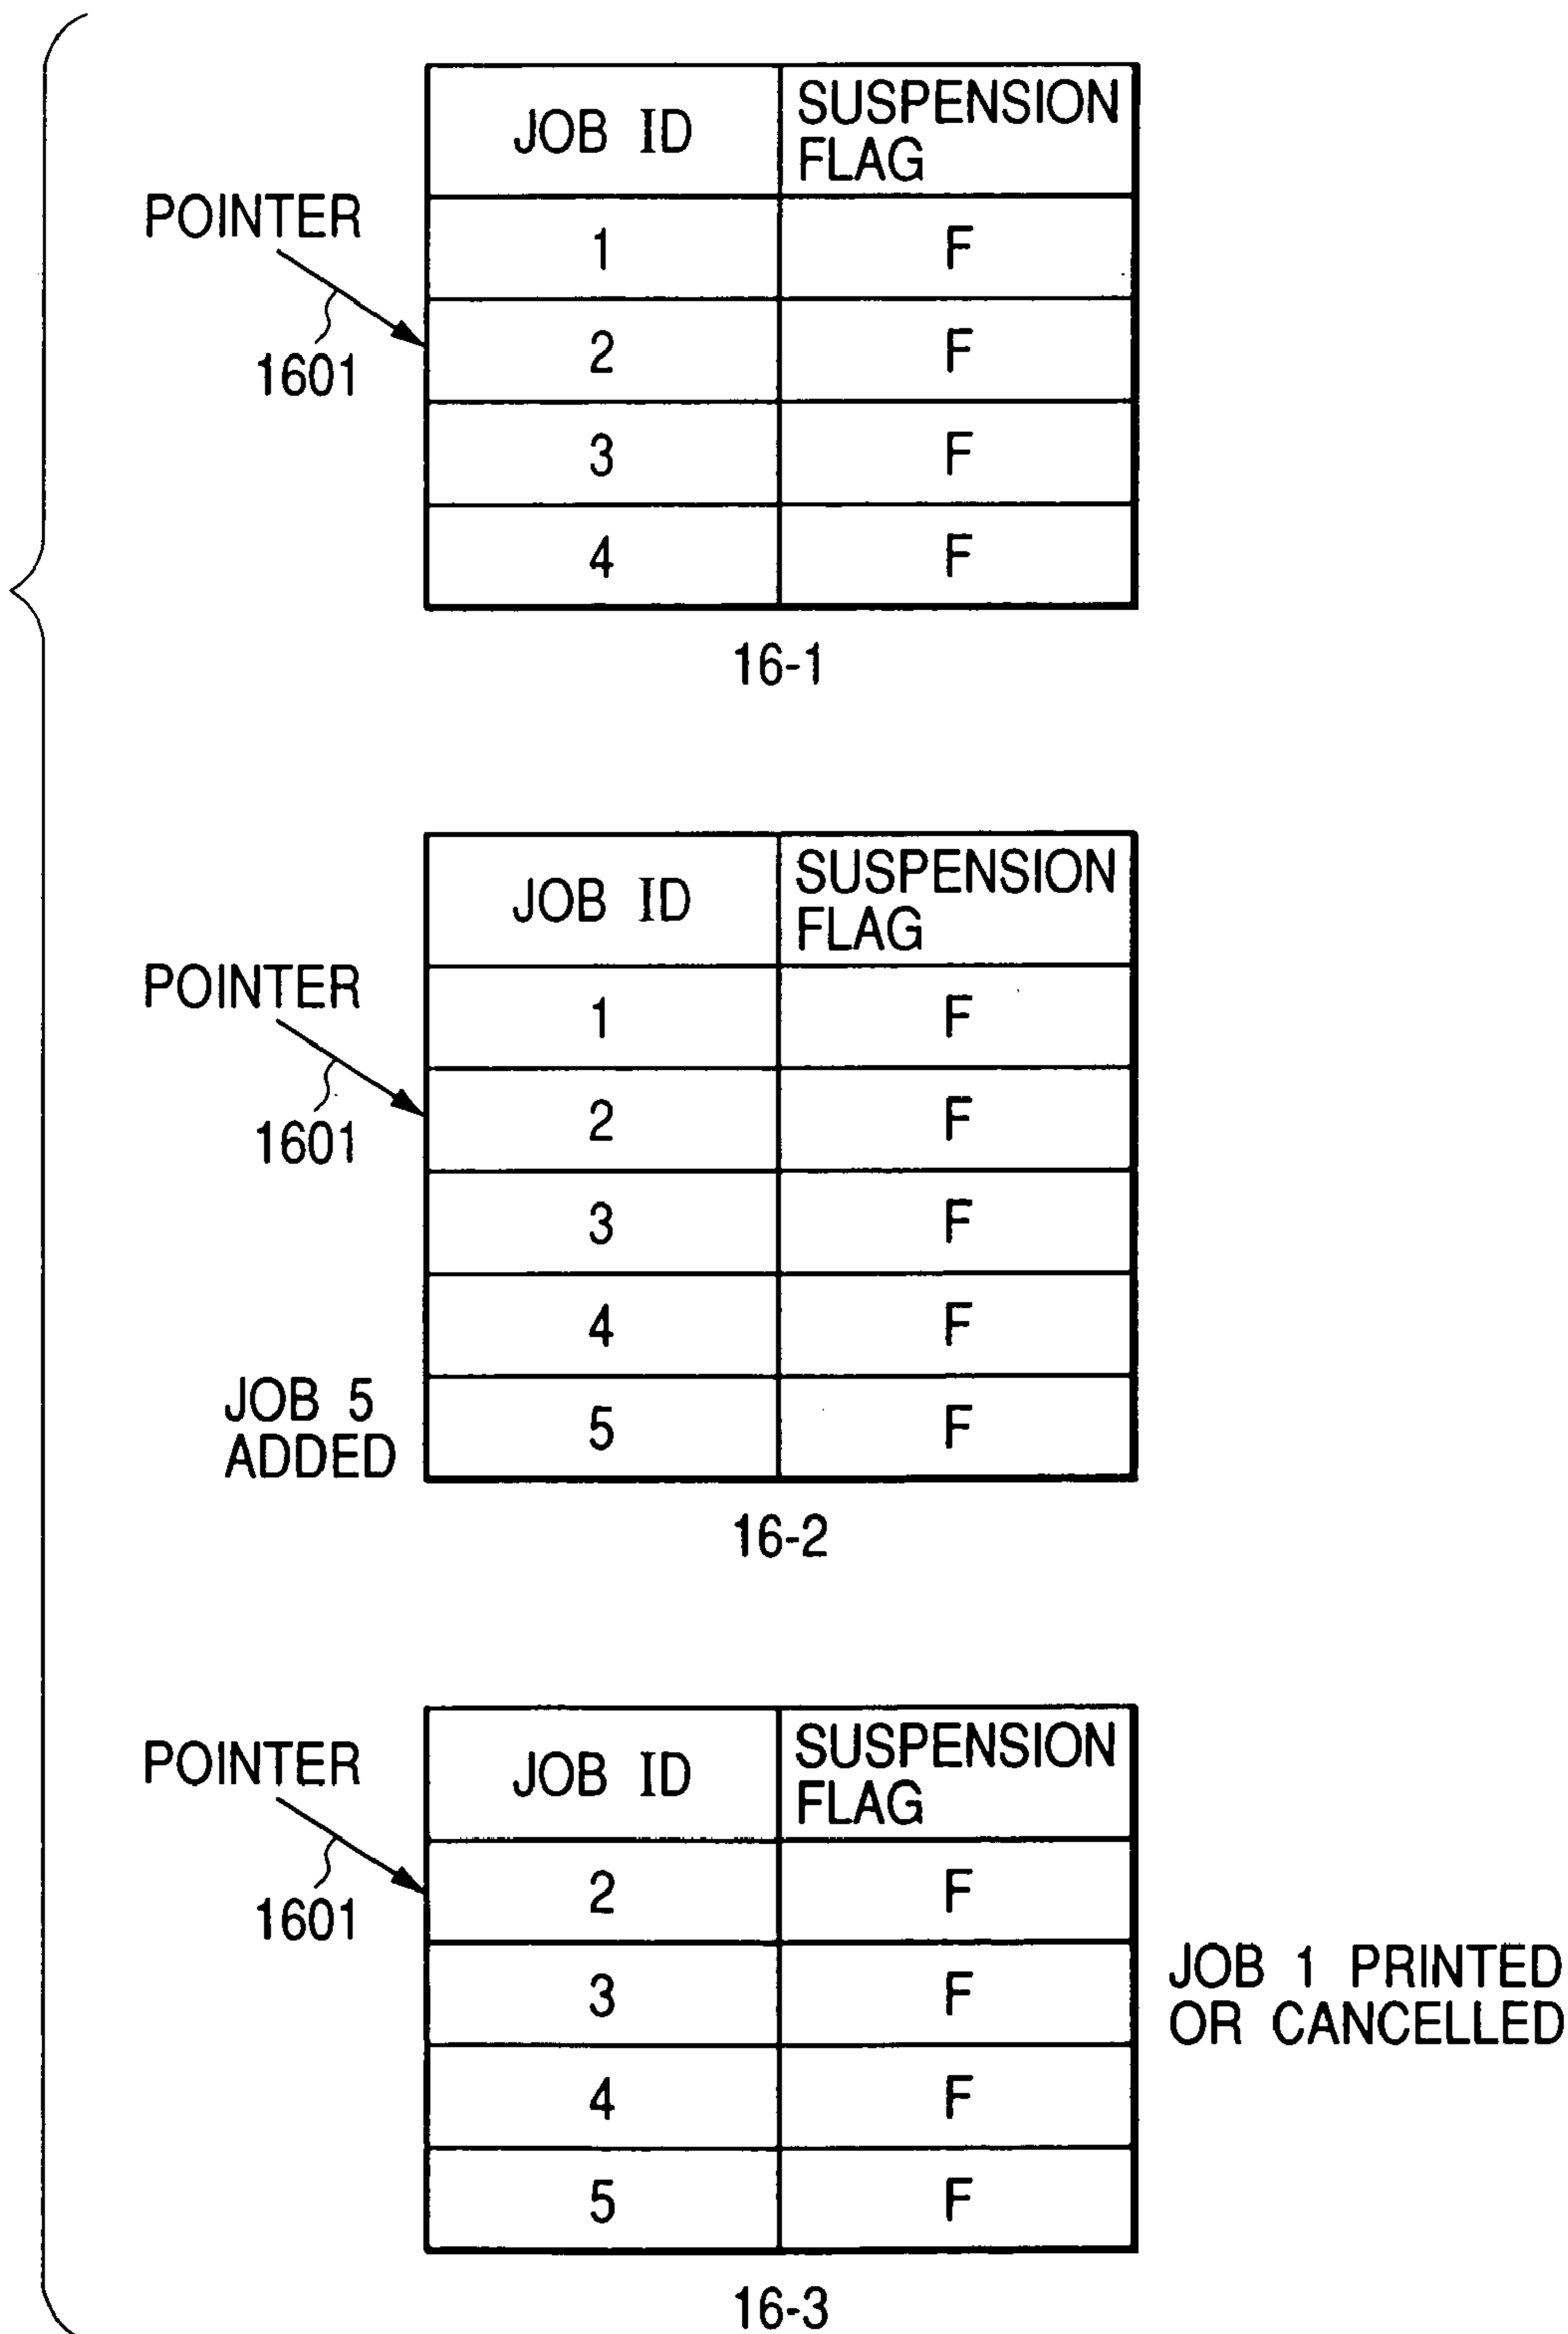 JOB ID
SUSPENSION
FLAG
POINTER
1601
1 F
2 F
3 F
4 F
16-1
JOB ID
SUSPENSION
FLAG
POINTER
1601
1 F
2 F
3 F
4 F
JOB 5
ADDED
5 F
16-2
JOB ID
SUSPENSION
FLAG
POINTER
1601
2 F
3 F
4 F
5 F
JOB 1 PRINTED
OR CANCELLED
16-3